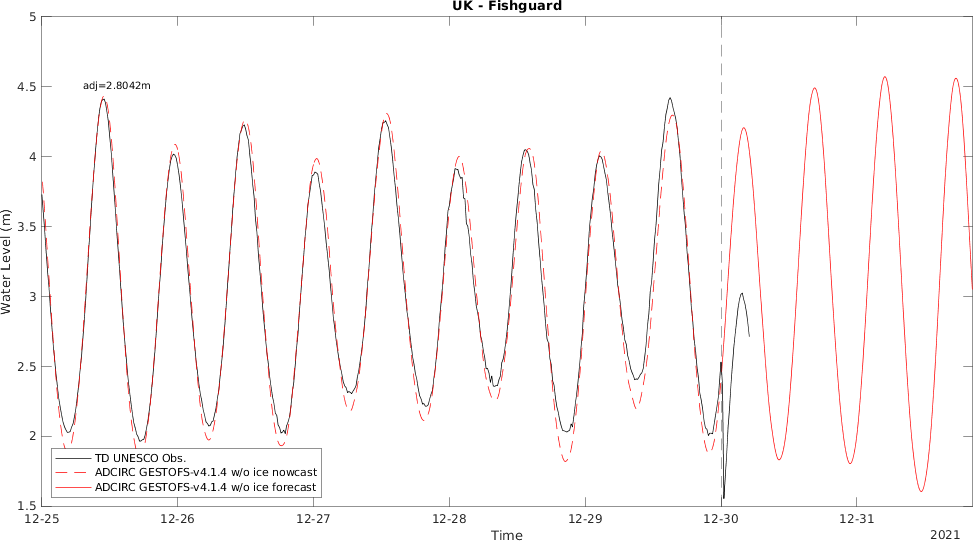 UK - Fishguard
5
4.5
4
3.5
3
2.5
2
1.5
Water Level (m)
adj=2.8042m
TD UNESCO Obs.
ADCIRC GESTOFS-v4.1.4 w/o ice nowcast
ADCIRC GESTOFS-v4.1.4 w/o ice forecast
12-25 12-26 12-27 12-28 12-29 12-30 12-31
Time
2021